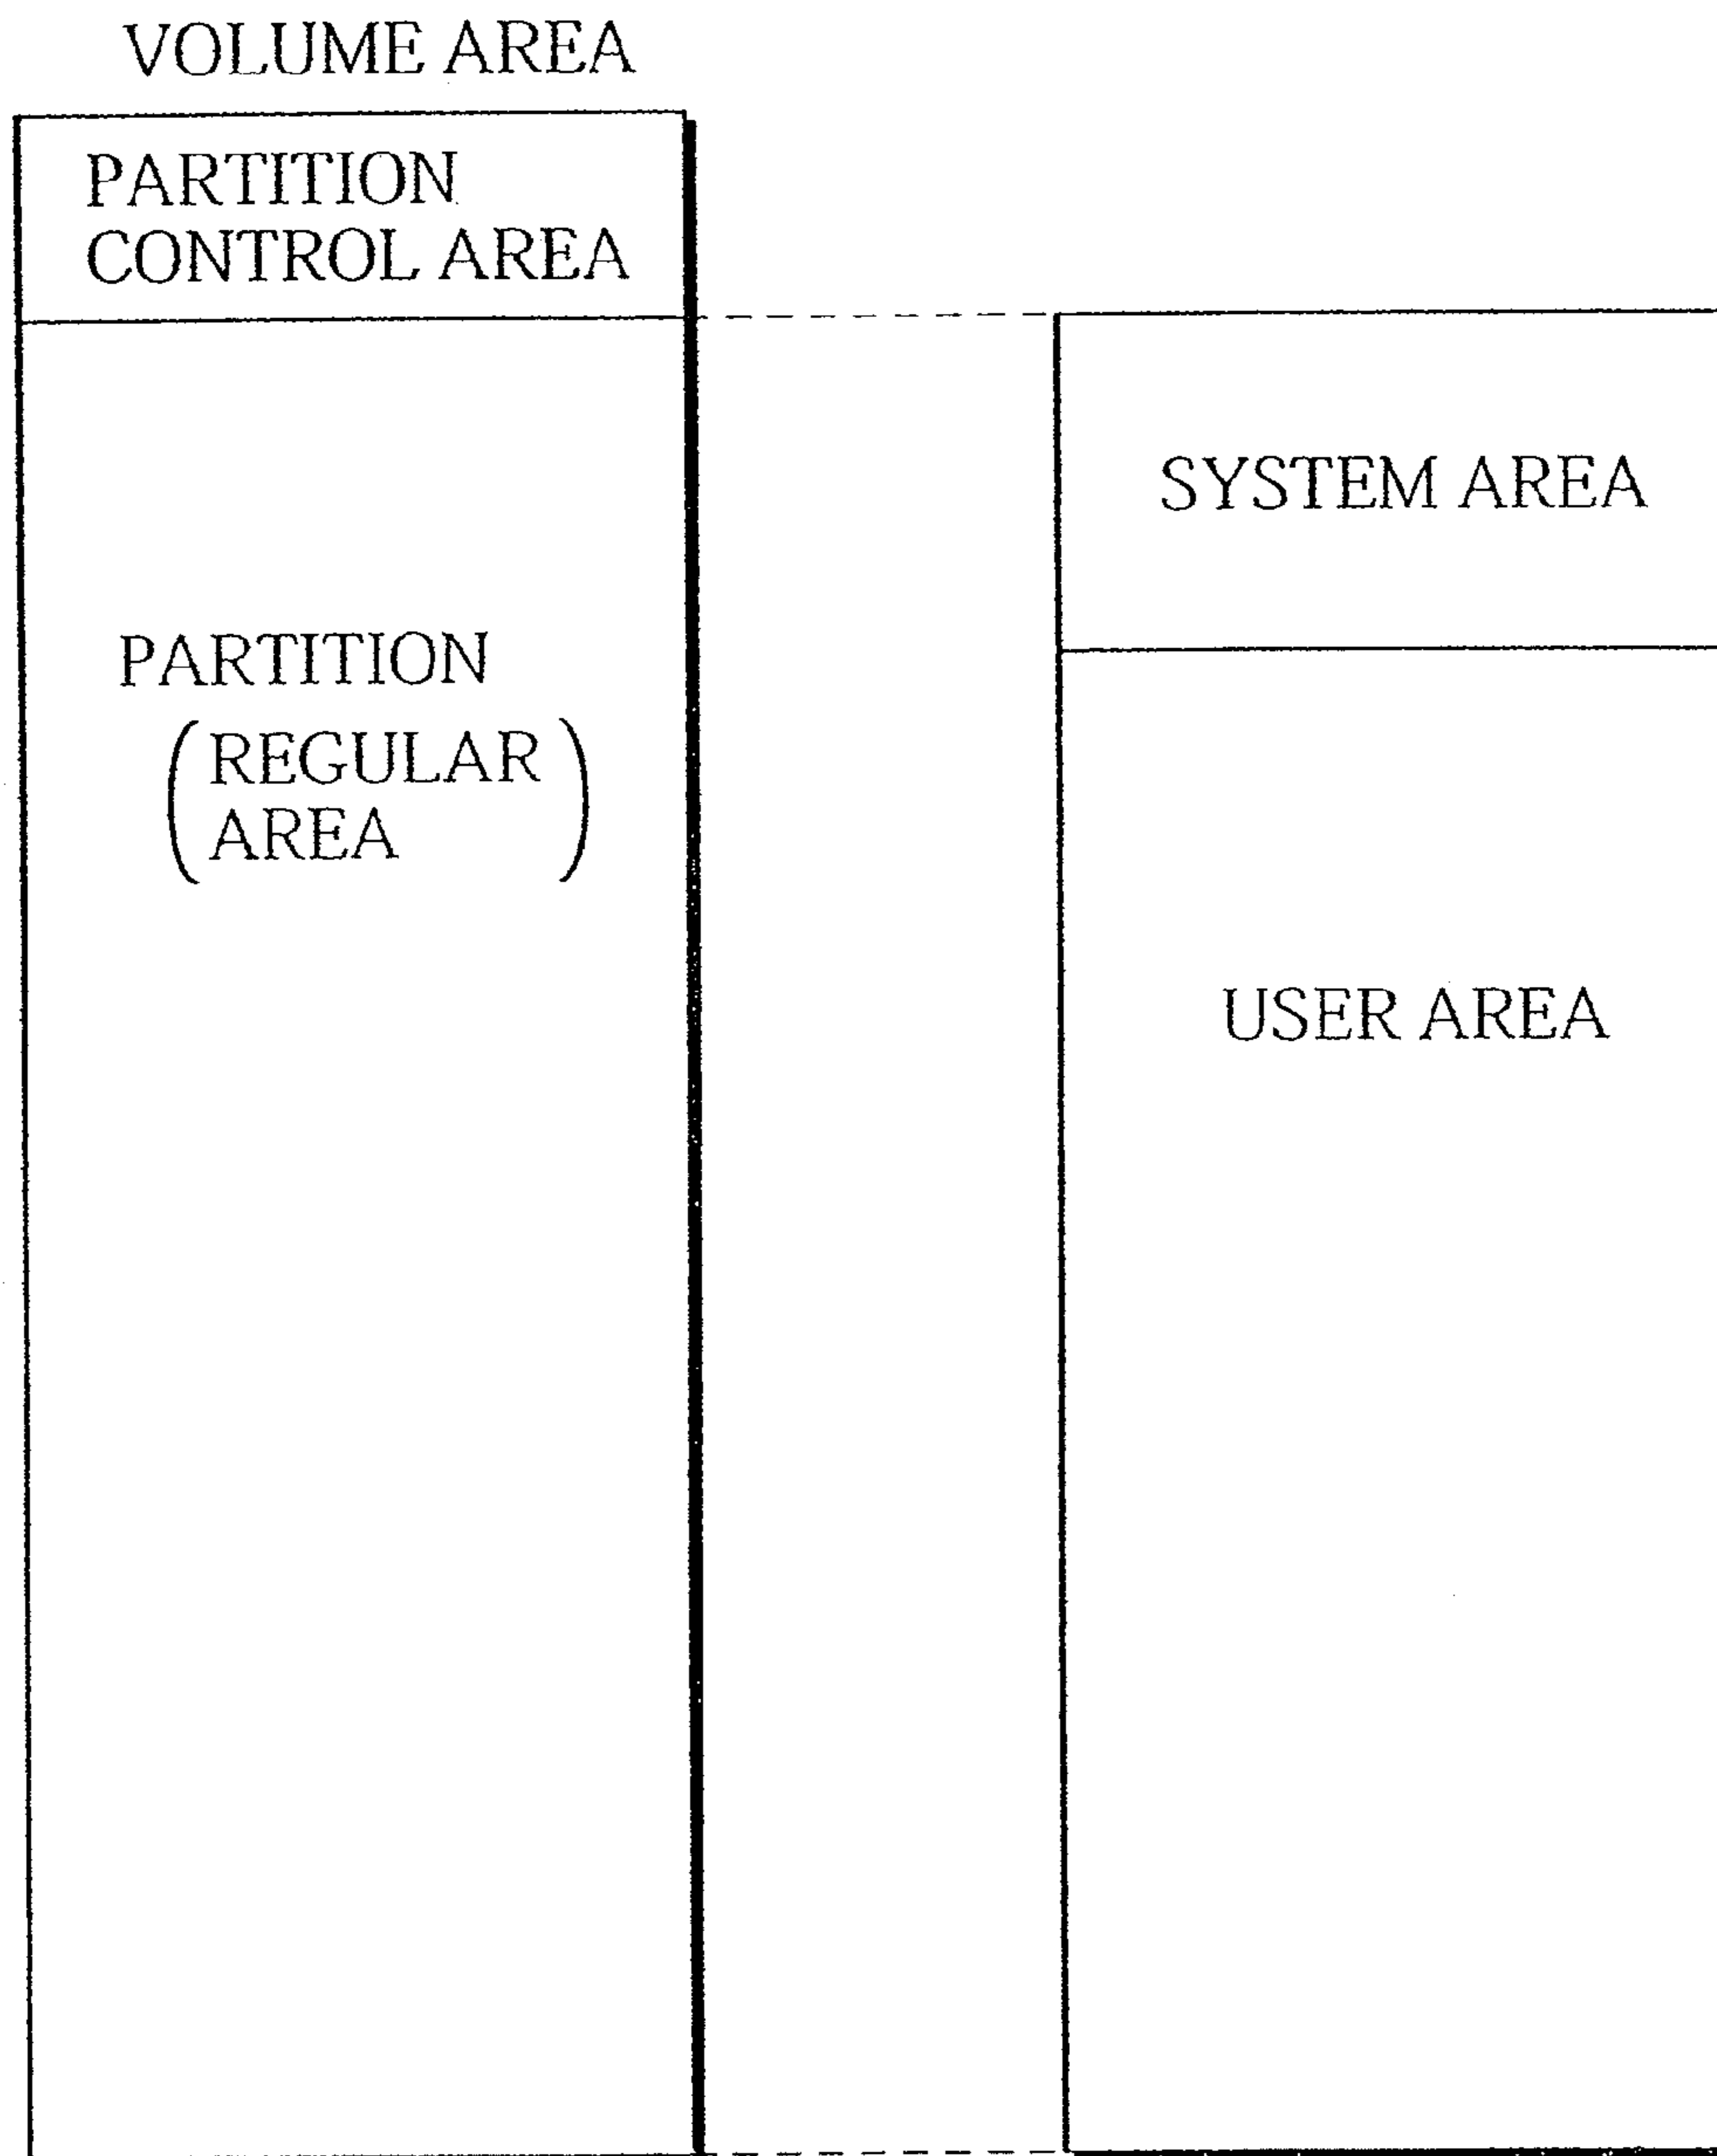 VOLUME AREA
PARTITION
CONTROL AREA
PARTITION
(REGULAR
AREA)
SYSTEM AREA
USER AREA